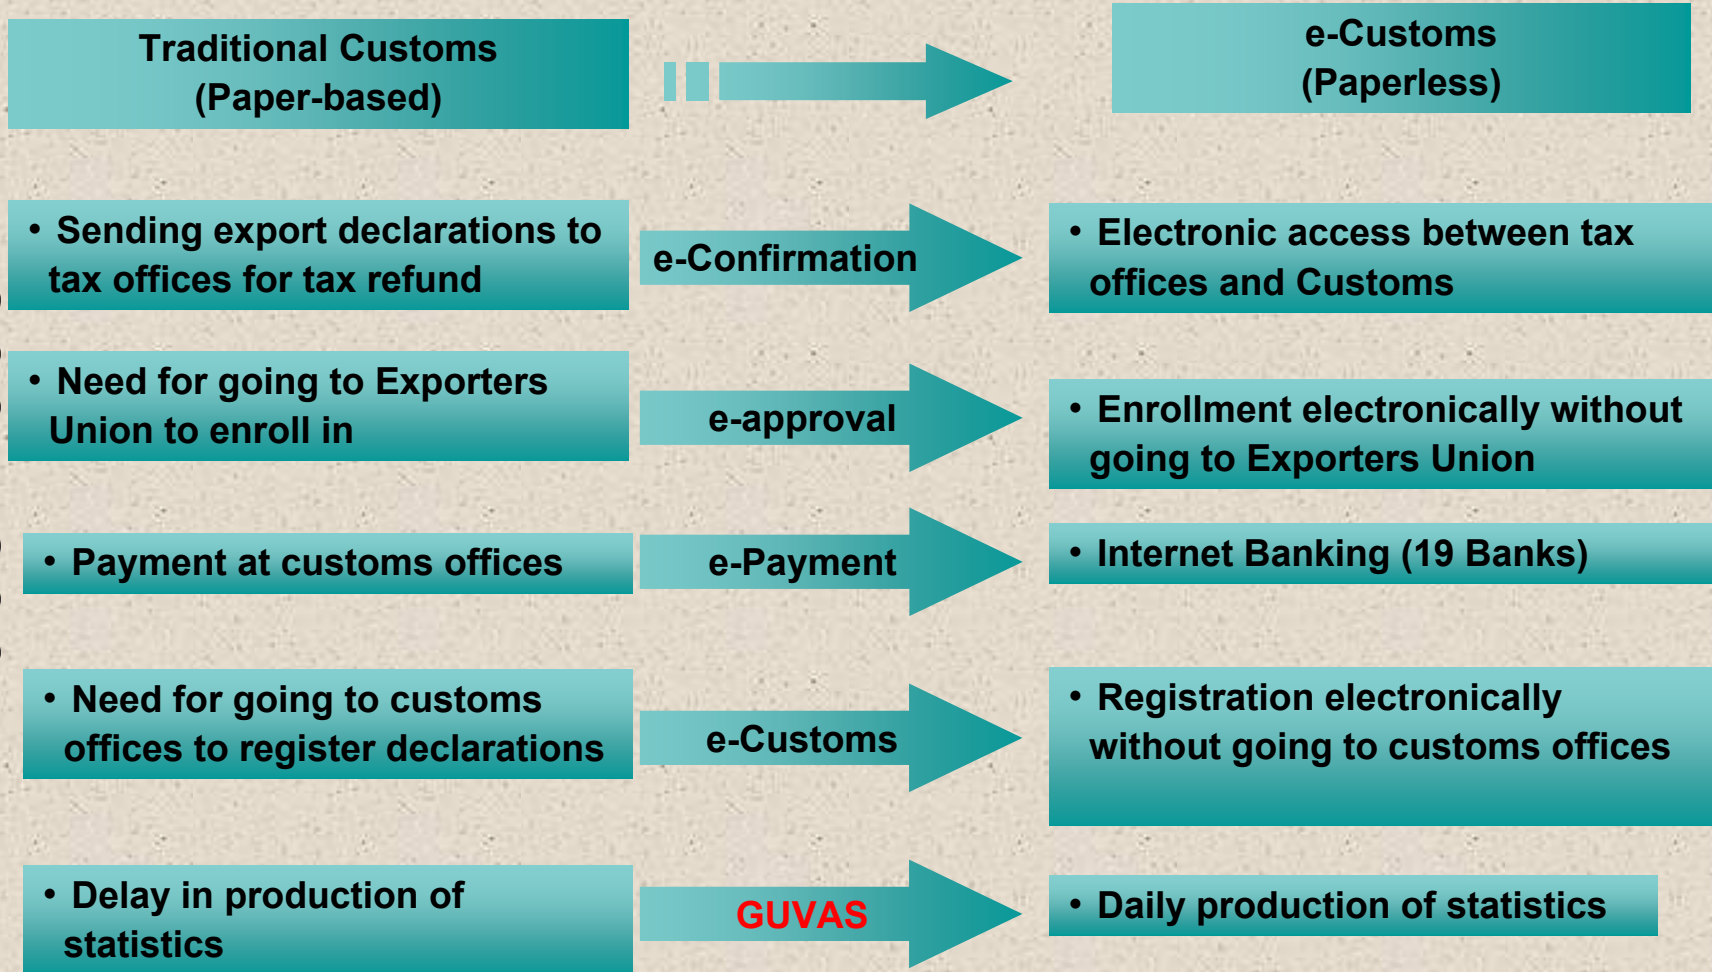 Traditional Customs
(Paper-based)
e-Customs
(Paperless)
• Sending export declarations to
tax offices for tax refund
e-Confirmation
• Electronic access between tax
offices and Customs
• Need for going to Exporters
Union to enroll in
e-approval
• Enrollment electronically without
going to Exporters Union
• Payment at customs offices
e-Payment
• Internet Banking (19 Banks)
• Need for going to customs
offices to register declarations
e-Customs
• Registration electronically
without going to customs offices
• Delay in production of
statistics
GUVAS
• Daily production of statistics